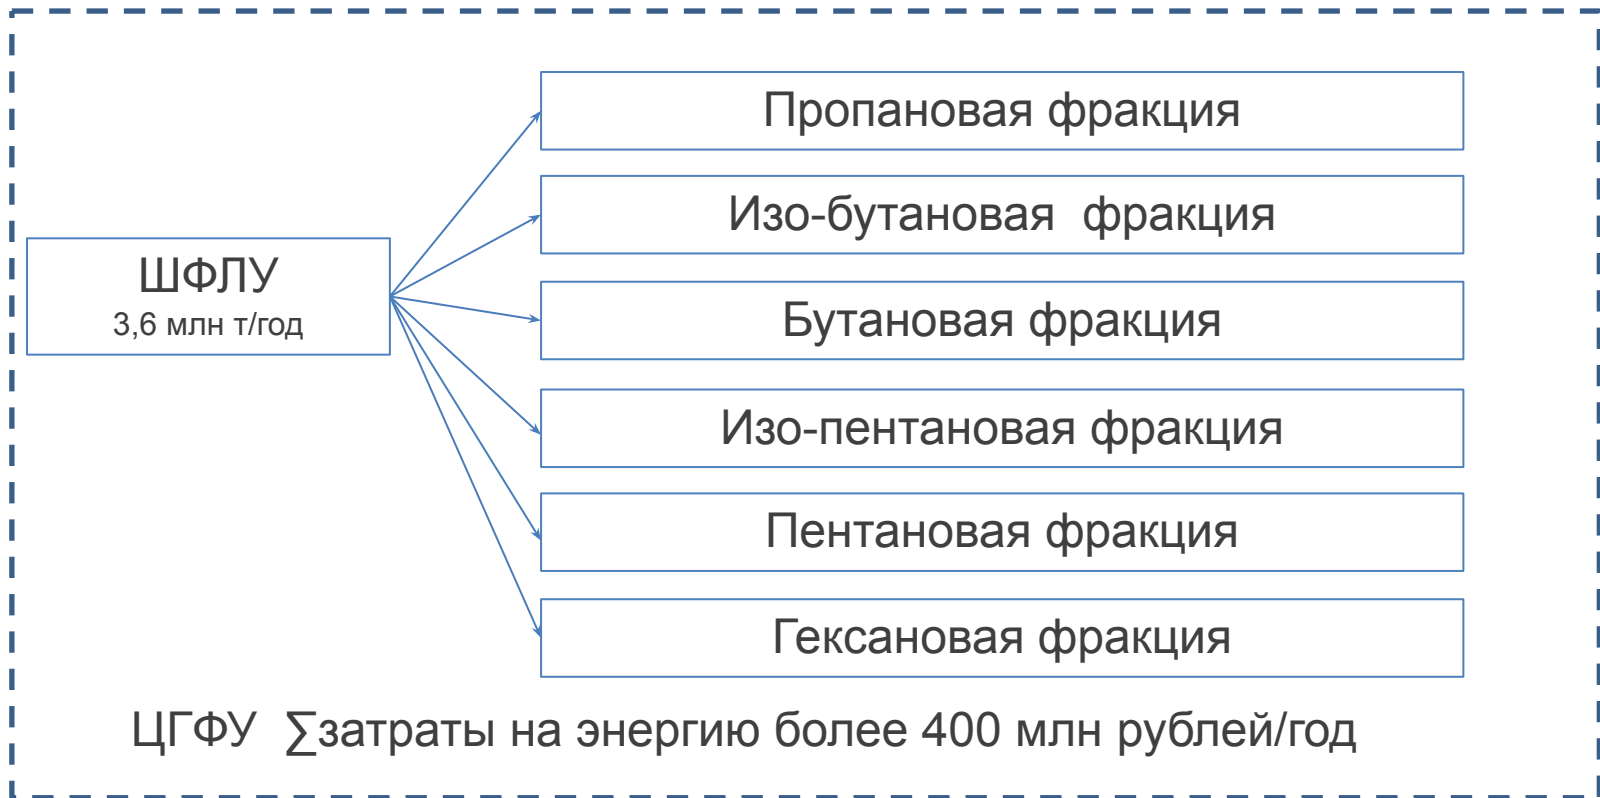 Пропановая фракция
Изо-бутановая фракция
ШФЛУ
3,6 млн т/год
Бутановая фракция
Изо-пентановая фракция
Пентановая фракция
Гексановая фракция
ЦГФУ ∑затраты на энергию более 400 млн рублей/год